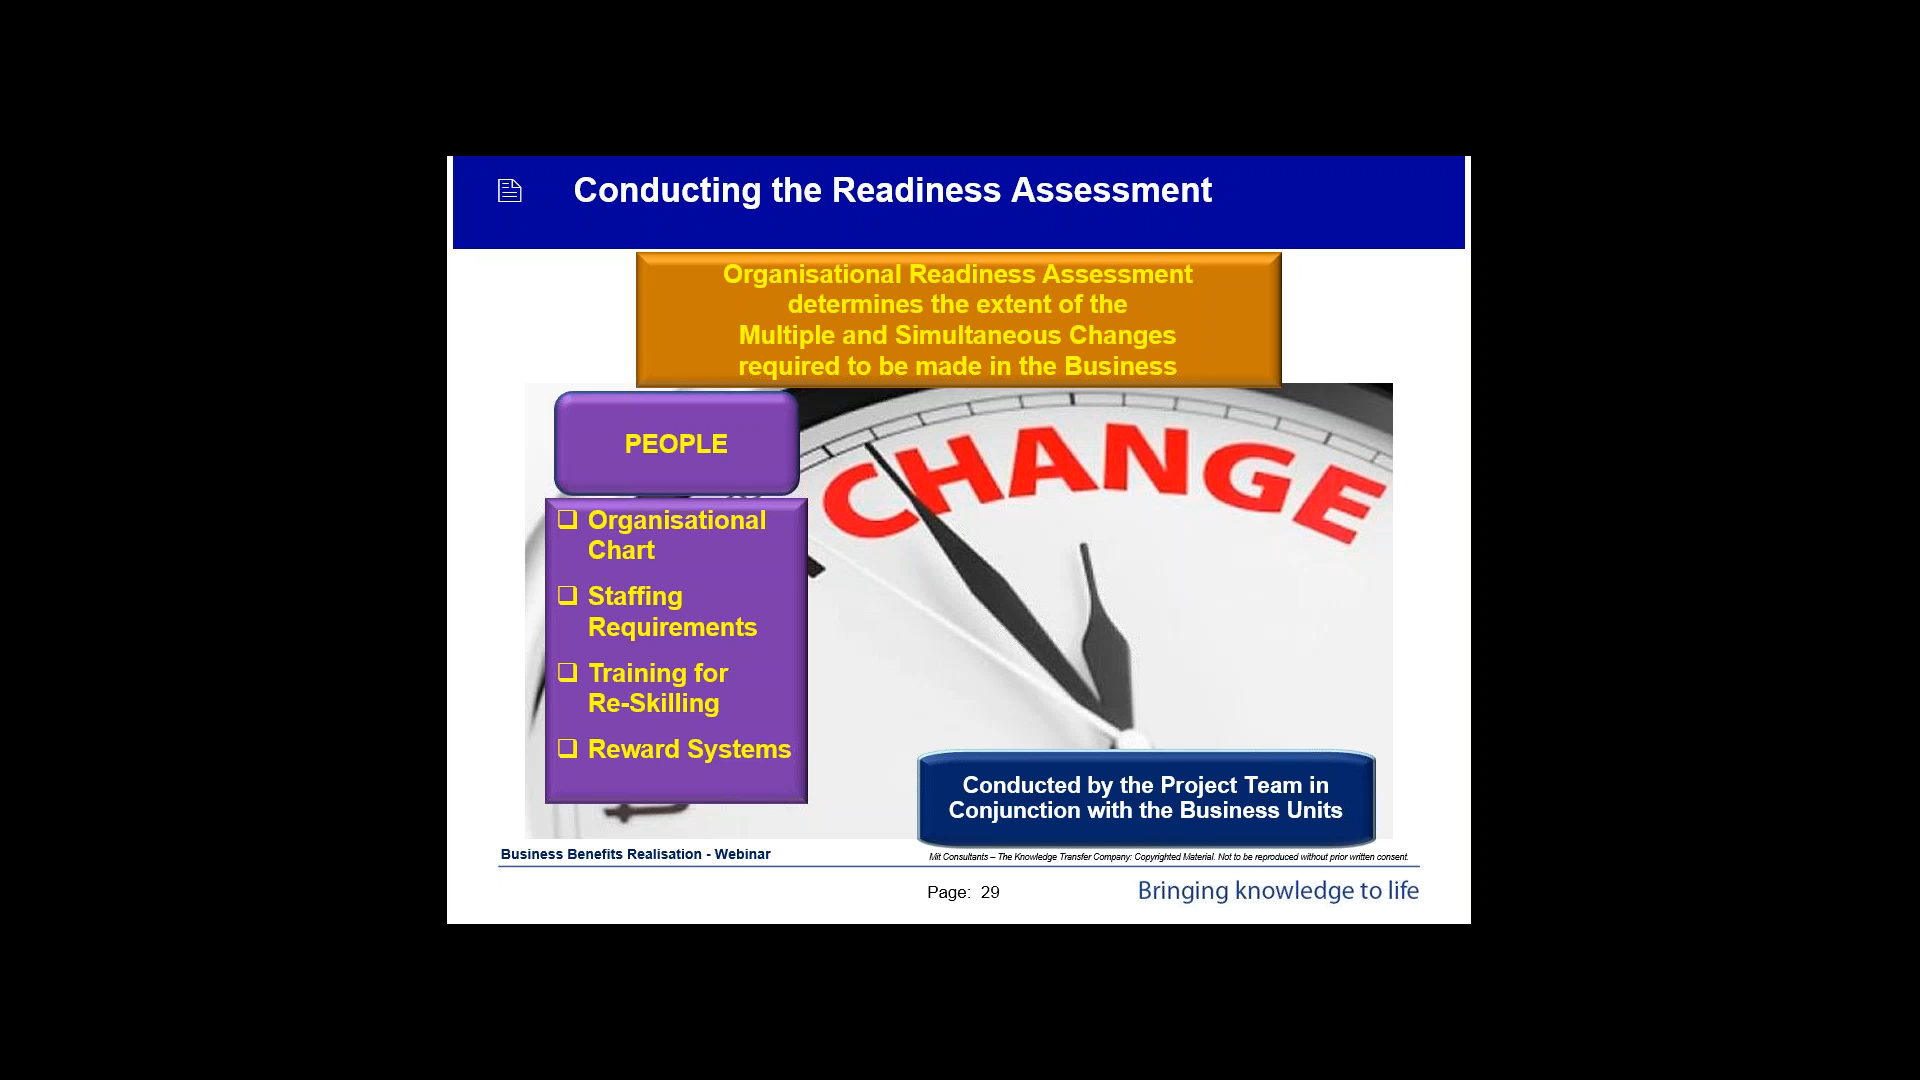 Conducting the Readiness Assessment
Organisational Readiness Assessment
determines the extent of the
Multiple and Simultaneous Changes
required to be made in the Business
PEOPLE
CHANGE
❑ Organisational
Chart
❑ Staffing
Requirements
❑ Training for
Re-Skilling
❑ Reward Systems
Conducted by the Project Team in
Conjunction with the Business Units
Business Benefits Realisation - Webinar
Mit Consultants – The Knowledge Transfer Company: Copyrighted Material. Not to be reproduced without prior written consent.
Page: 29
Bringing knowledge to life